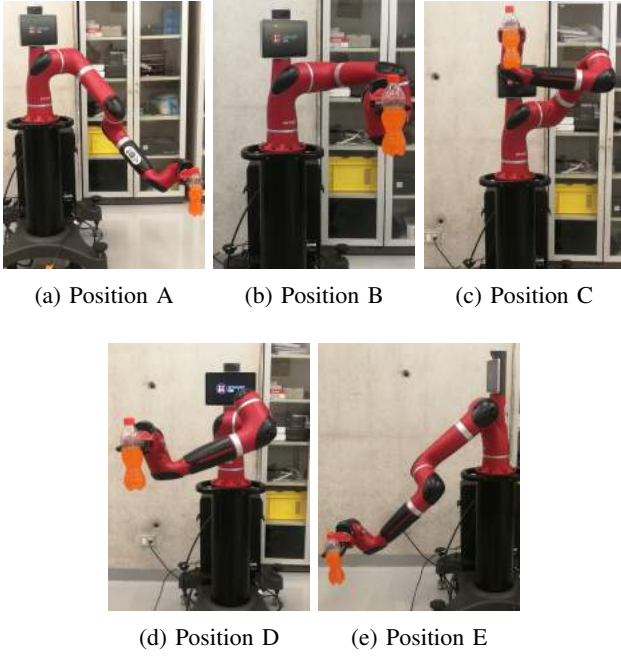 (a) Position A
(b) Position B
(c) Position C
(d) Position D
(e) Position E